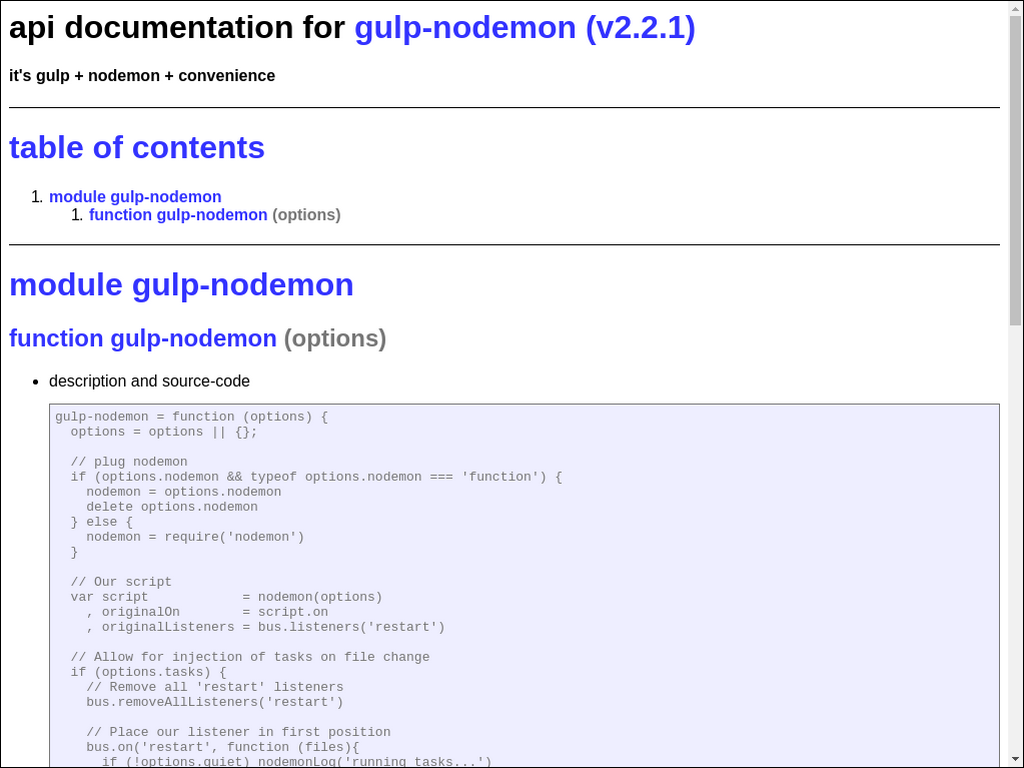 api documentation for gulp-nodemon (v2.2.1)
it's gulp + nodemon + convenience
table of contents
1. module gulp-nodemon
1. function gulp-nodemon (options)
module gulp-nodemon
function gulp-nodemon (options)
• description and source-code
gulp-nodemon = function (options) {
  options = options || {};

  // plug nodemon
  if (options.nodemon && typeof options.nodemon === 'function') {
    nodemon = options.nodemon
    delete options.nodemon
  } else {
    nodemon = require('nodemon')
  }

  // Our script
  var script            = nodemon(options)
    , originalOn        = script.on
    , originalListeners = bus.listeners('restart')

  // Allow for injection of tasks on file change
  if (options.tasks) {
    // Remove all 'restart' listeners
    bus.removeAllListeners('restart')

    // Place our listener in first position
    bus.on('restart', function (files){
      if (!options.quiet) nodemonLog('running tasks...')